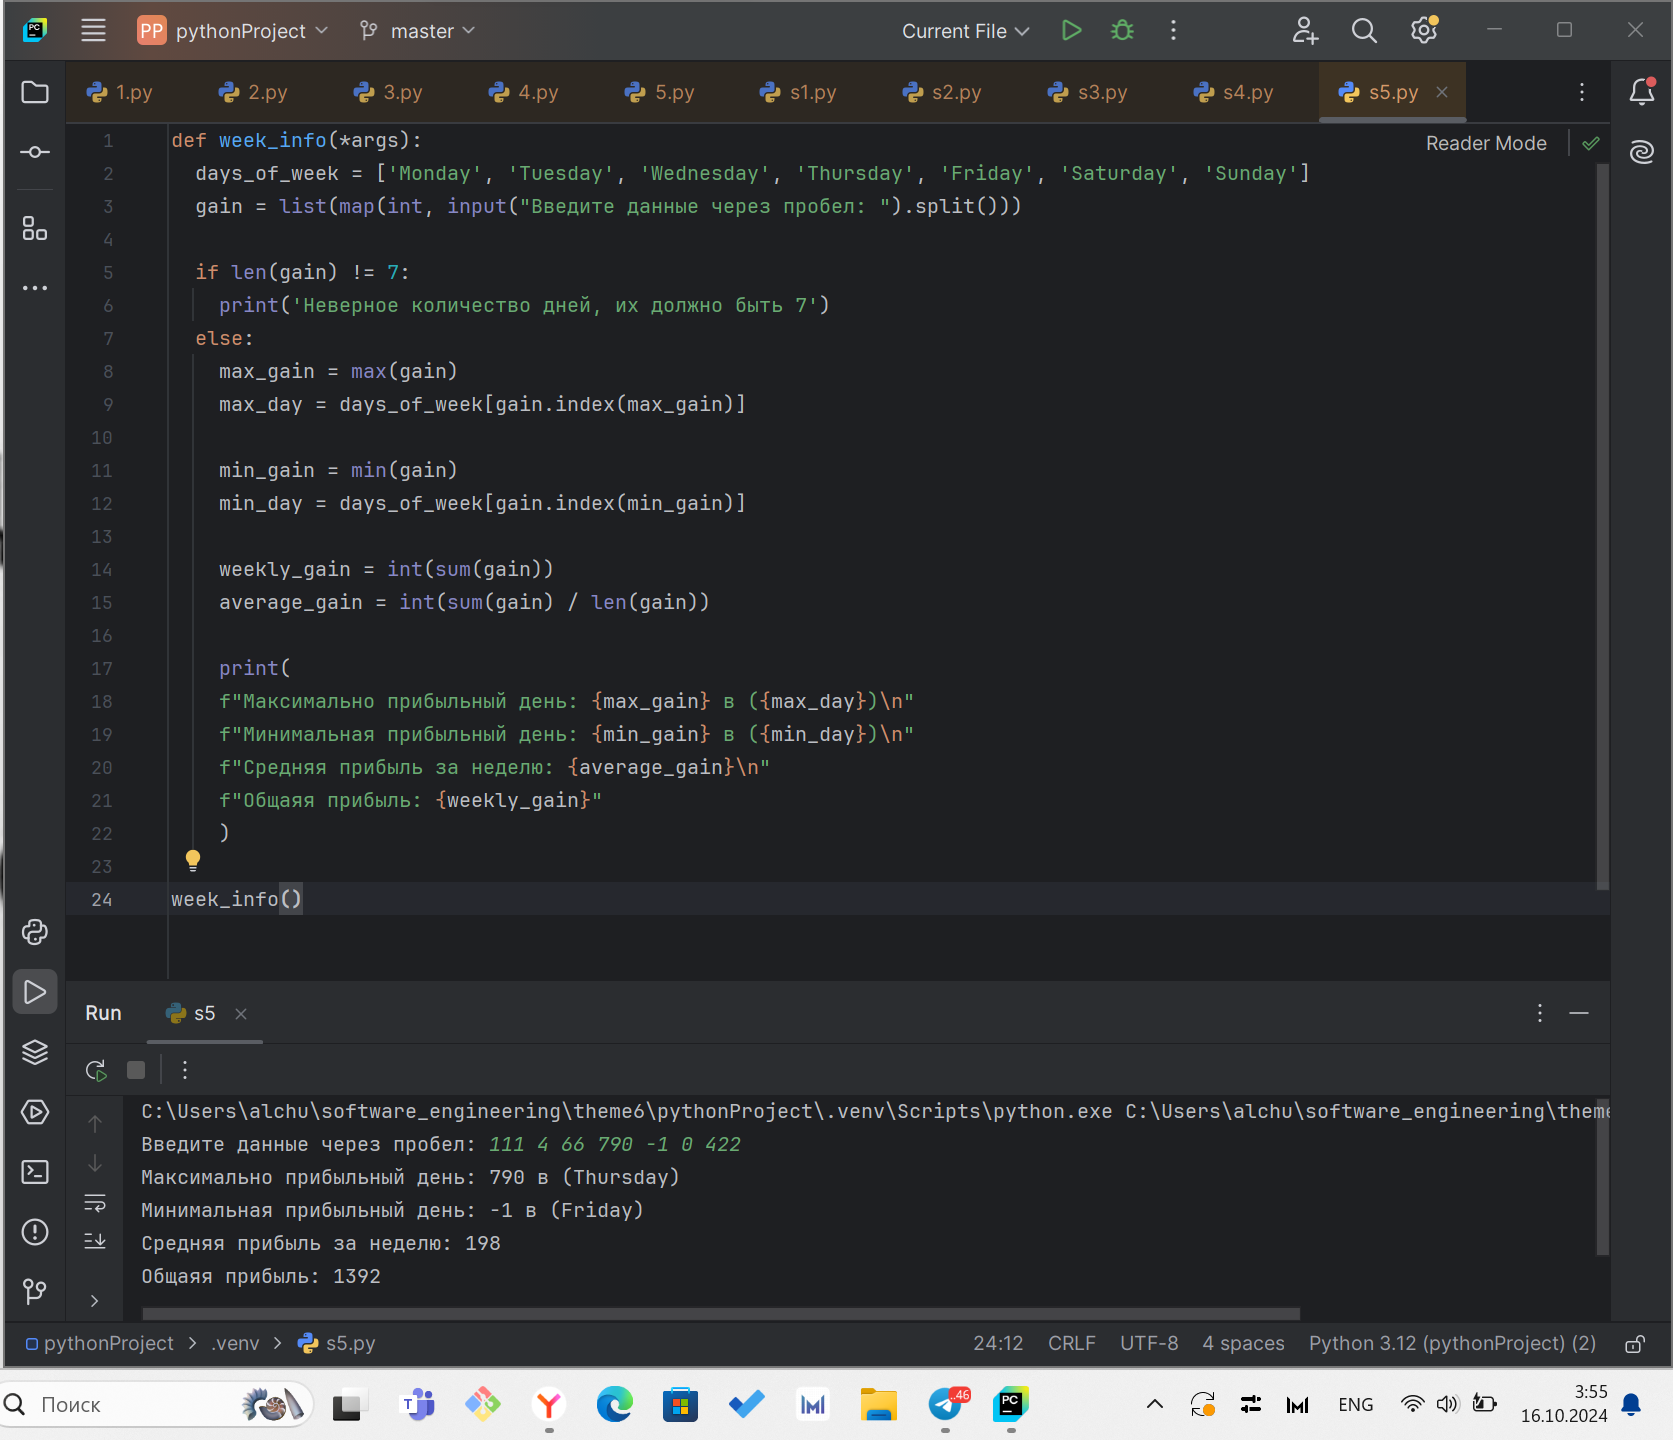 PC
PP pythonProject master Current File
1.py 2.py 3.py 4.py 5.py s1.py s2.py s3.py s4.py s5.py
Reader Mode
1 def week_info(*args):
2 days_of_week = ['Monday', 'Tuesday', 'Wednesday', 'Thursday', 'Friday', 'Saturday', 'Sunday']
3 gain = list(map(int, input("Введите данные через пробел: ").split()))
4
5 if len(gain) != 7:
6 print('Неверное количество дней, их должно быть 7')
7 else:
8 max_gain = max(gain)
9 max_day = days_of_week[gain.index(max_gain)]
10
11 min_gain = min(gain)
12 min_day = days_of_week[gain.index(min_gain)]
13
14 weekly_gain = int(sum(gain))
15 average_gain = int(sum(gain) / len(gain))
16
17 print(
18 f"Максимально прибыльный день: {max_gain} в ({max_day})\n"
19 f"Минимальная прибыльный день: {min_gain} в ({min_day})\n"
20 f"Средняя прибыль за неделю: {average_gain}\n"
21 f"Общаяя прибыль: {weekly_gain}"
22 )
23
24 week_info()
Run s5
C:\Users\alchu\software_engineering\theme6\pythonProject\.venv\Scripts\python.exe C:\Users\alchu\software_engineering\theme
Введите данные через пробел: 111 4 66 790 -1 0 422
Максимально прибыльный день: 790 в (Thursday)
Минимальная прибыльный день: -1 в (Friday)
Средняя прибыль за неделю: 198
Общаяя прибыль: 1392
pythonProject > .venv > s5.py 24:12 CRLF UTF-8 4 spaces Python 3.12 (pythonProject) (2)
Поиск ..46 PC ENG 3:55
16.10.2024